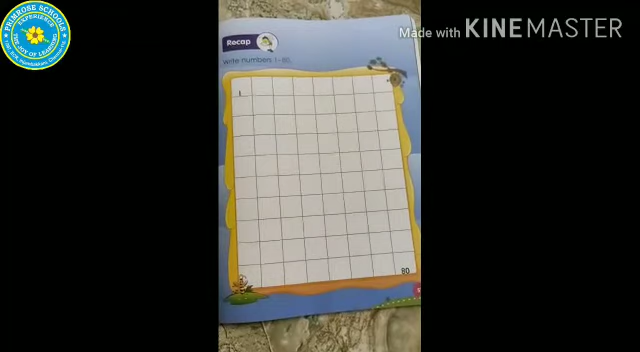 PRIMROSE SCHOOLS
EXPERIENCE
THE JOY OF LEARNING
Made with KINEMASTER
Recap
write numbers 1-80.
1
80